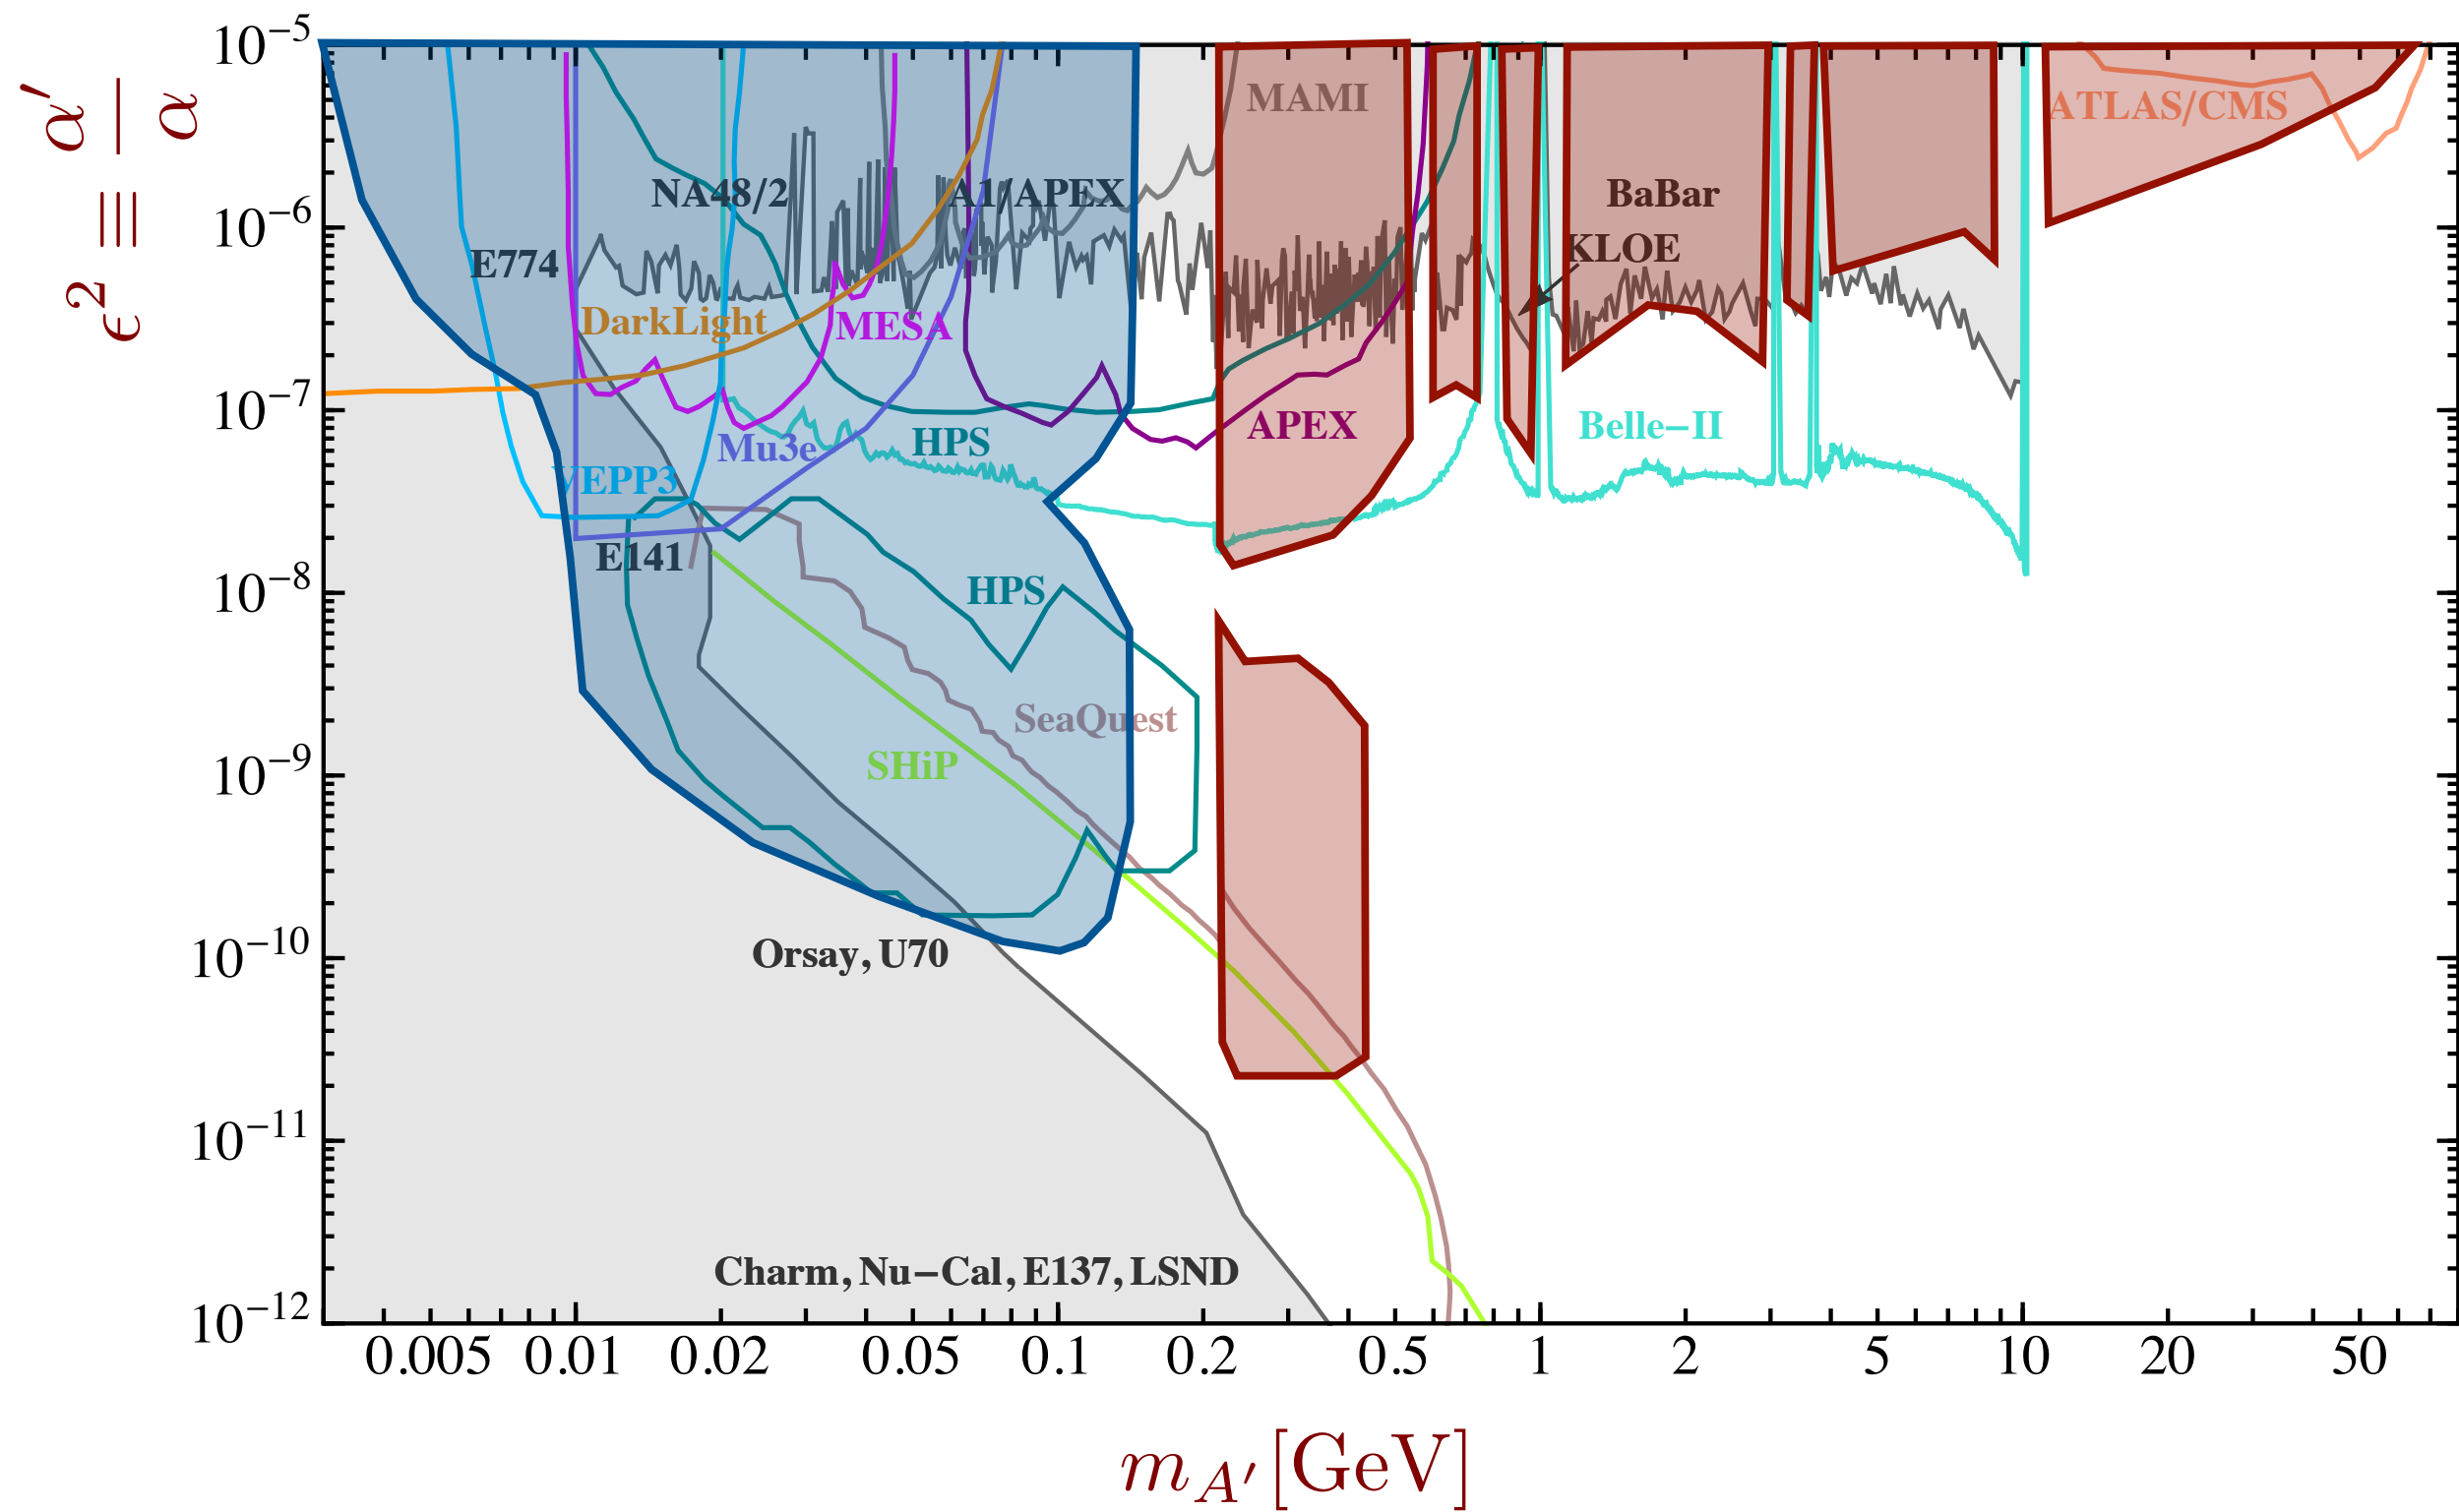 ϵ² ≡ α′/α
10⁻⁵
10⁻⁶
10⁻⁷
10⁻⁸
10⁻⁹
10⁻¹⁰
10⁻¹¹
10⁻¹²
MAMI
ATLAS/CMS
NA48/2
A1/APEX
BaBar
E774
KLOE
DarkLight
MESA
APEX
Belle−II
Mu3e
HPS
VEPP3
E141
HPS
SeaQuest
SHiP
Orsay, U70
Charm, Nu−Cal, E137, LSND
0.005 0.01 0.02 0.05 0.1 0.2 0.5 1 2 5 10 20 50
m_A′ [GeV]